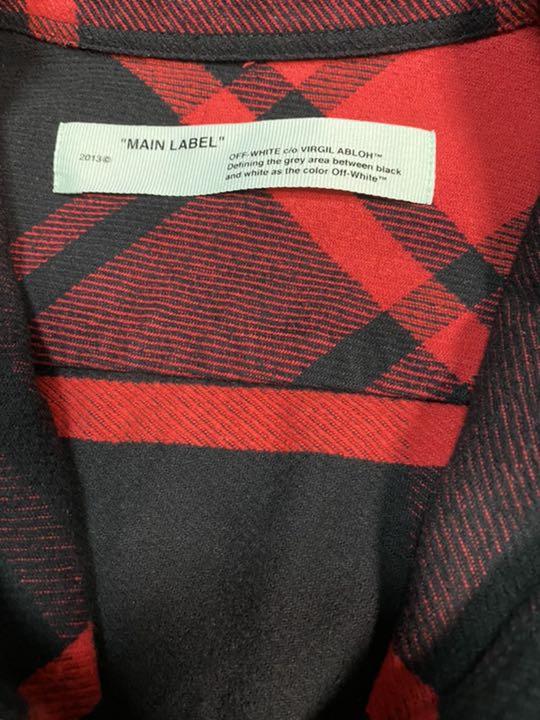 2013©
"MAIN LABEL"
OFF-WHITE c/o VIRGIL ABLOH™
Defining the grey area between black
and white as the color Off-White™